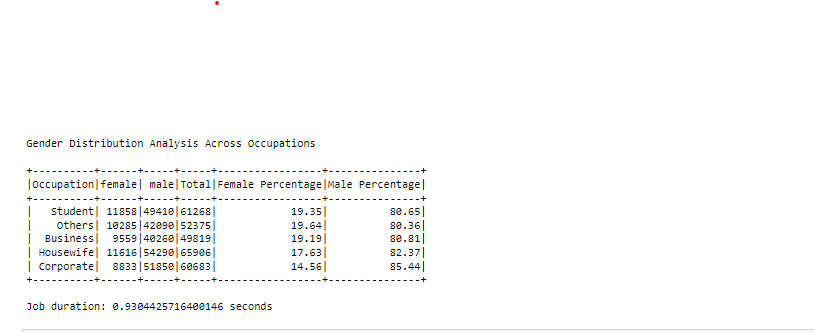 Gender Distribution Analysis Across Occupations
+----------+------+-----+-----+-----------------+---------------+
|Occupation|female| male|Total|Female Percentage|Male Percentage|
+----------+------+-----+-----+-----------------+---------------+
|   Student| 11858|49410|61268|            19.35|          80.65|
|    Others| 10285|42090|52375|            19.64|          80.36|
|  Business|  9559|40260|49819|            19.19|          80.81|
| Housewife| 11616|54290|65906|            17.63|          82.37|
| Corporate|  8833|51850|60683|            14.56|          85.44|
+----------+------+-----+-----+-----------------+---------------+
Job duration: 0.9304425716400146 seconds